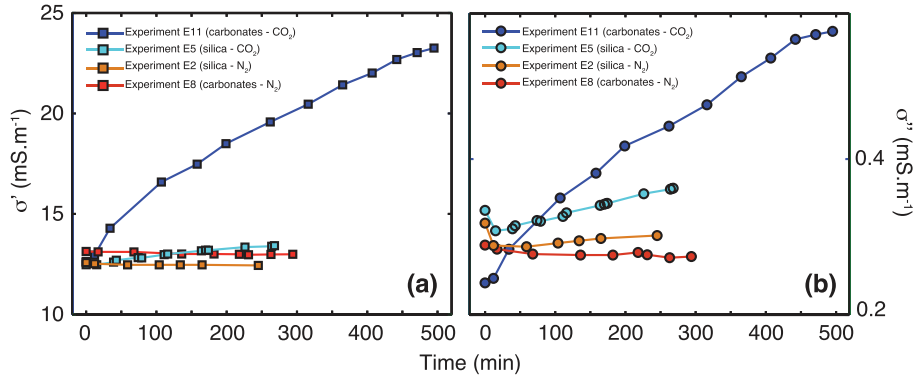 25
20
15
10
σ' (mS.m⁻¹)
Experiment E11 (carbonates - CO₂)
Experiment E5 (silica - CO₂)
Experiment E2 (silica - N₂)
Experiment E8 (carbonates - N₂)
(a)
0 100 200 300 400 500
Experiment E11 (carbonates - CO₂)
Experiment E5 (silica - CO₂)
Experiment E2 (silica - N₂)
Experiment E8 (carbonates - N₂)
(b)
0 100 200 300 400 500
0.4
0.2
σ'' (mS.m⁻¹)
Time (min)